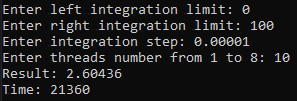 Enter left integration limit: 0
Enter right integration limit: 100
Enter integration step: 0.00001
Enter threads number from 1 to 8: 10
Result: 2.60436
Time: 21360